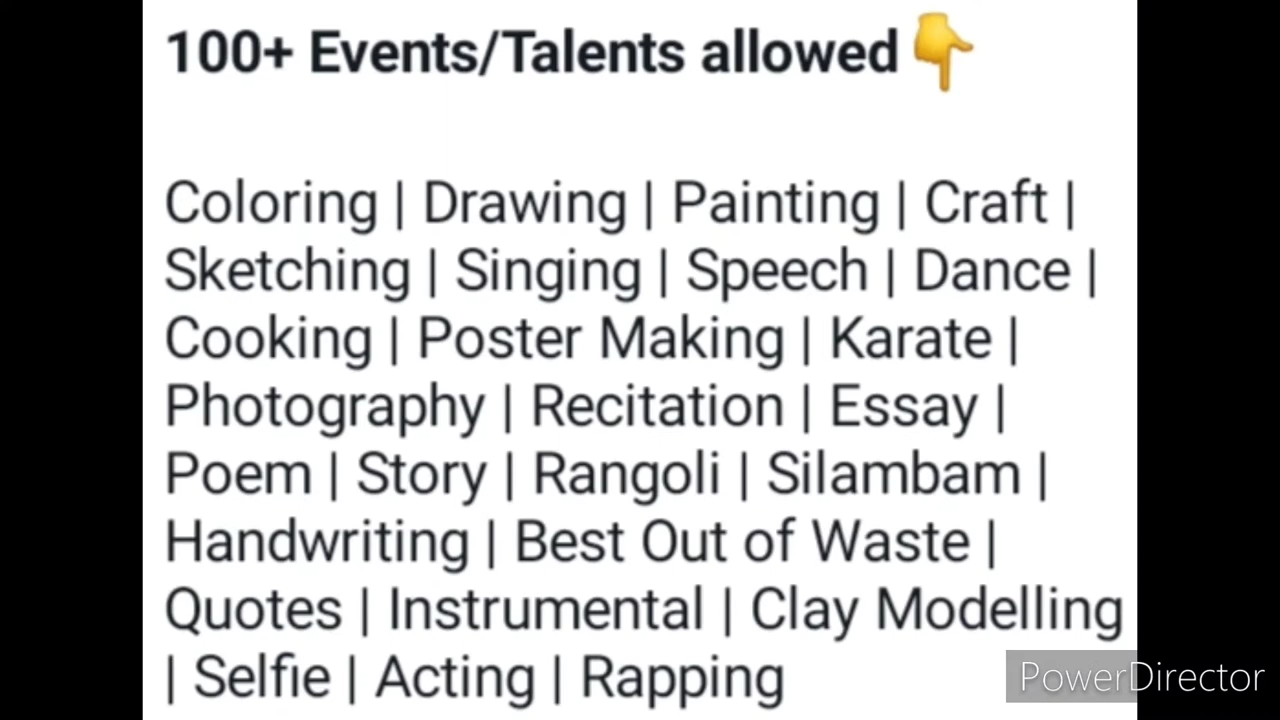 100+ Events/Talents allowed👇
Coloring | Drawing | Painting | Craft |
Sketching | Singing | Speech | Dance |
Cooking | Poster Making | Karate |
Photography | Recitation | Essay |
Poem | Story | Rangoli | Silambam |
Handwriting | Best Out of Waste |
Quotes | Instrumental | Clay Modelling
| Selfie | Acting | Rapping
PowerDirector